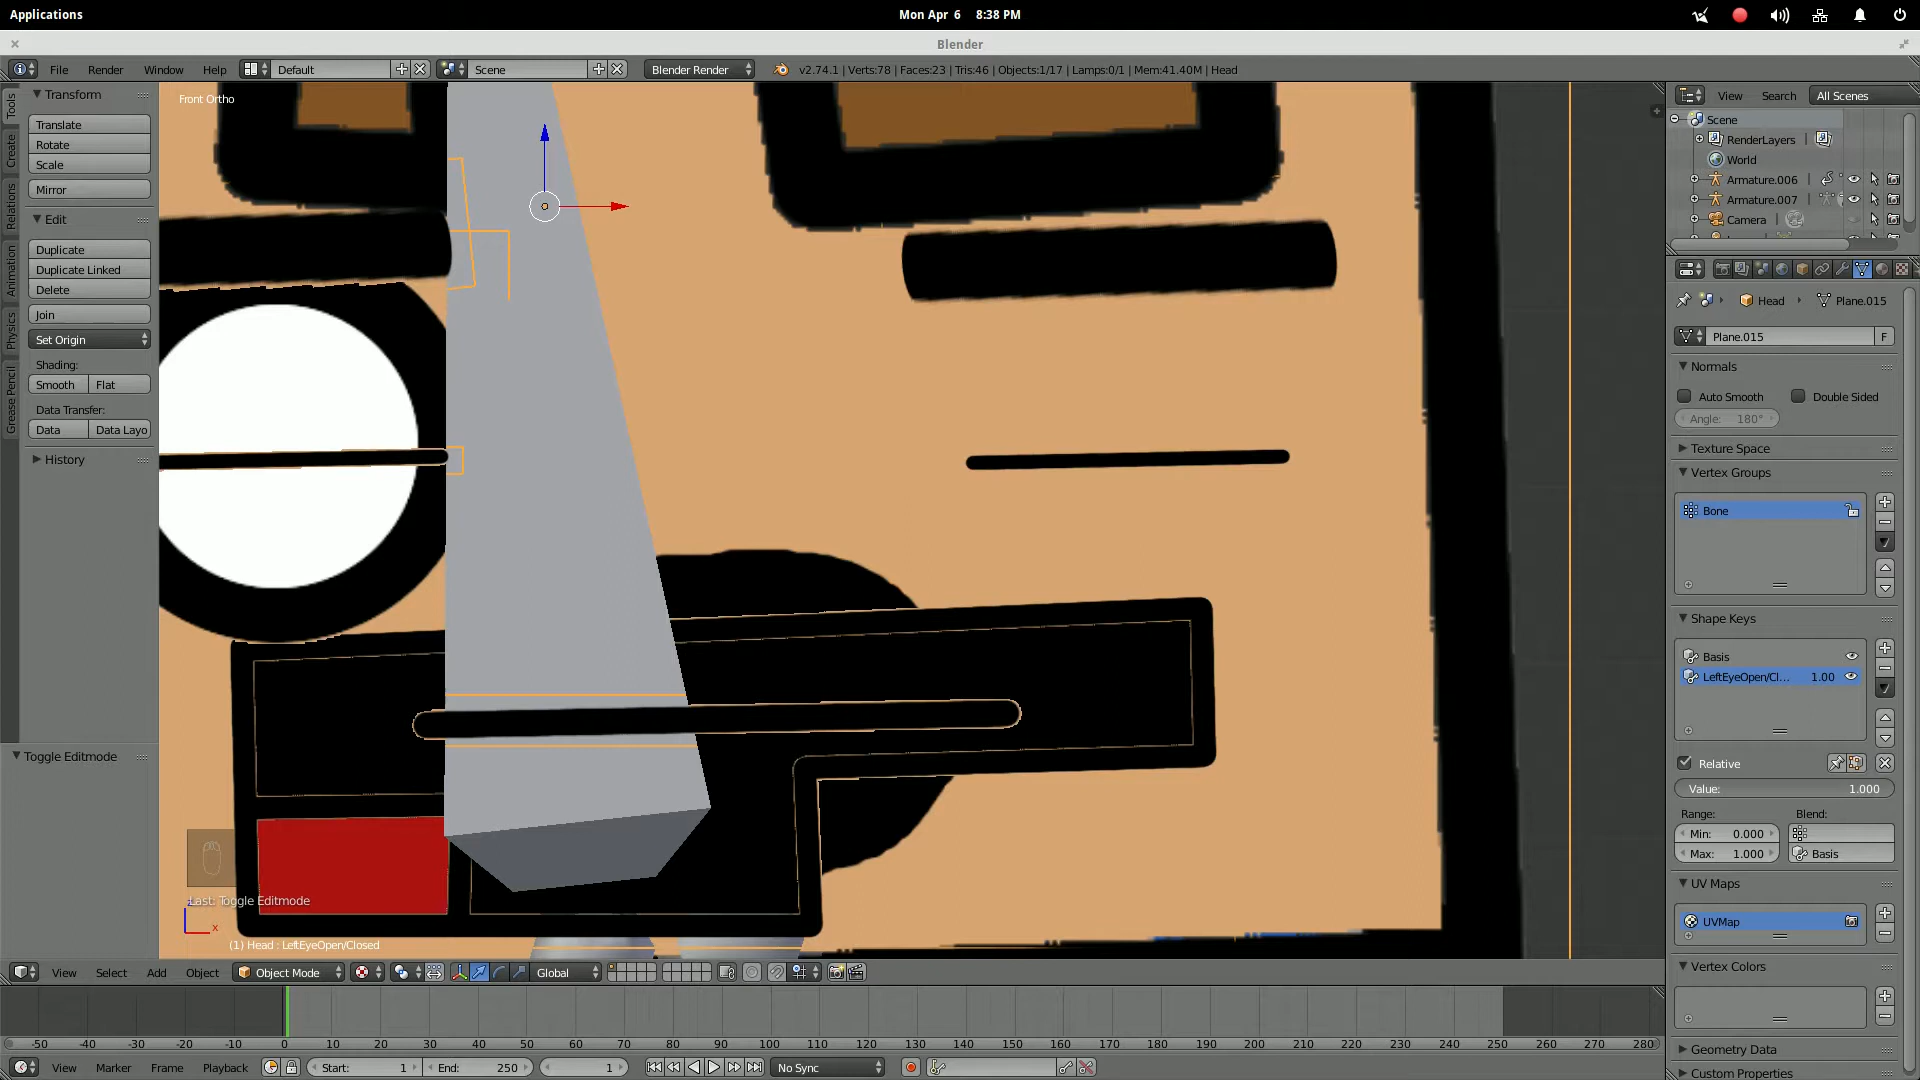 Applications
Mon Apr 6 8:38 PM
Blender
File Render Window Help Default Scene Blender Render v2.74.1 | Verts:78 | Faces:23 | Tris:46 | Objects:1/17 | Lamps:0/1 | Mem:41.40M | Head
Tools
Create
Relations
Animation
Physics
Grease Pencil
Transform
Translate
Rotate
Scale
Mirror
Edit
Duplicate
Duplicate Linked
Delete
Join
Set Origin
Shading:
Smooth Flat
Data Transfer:
Data Data Layo
History
Toggle Editmode
Front Ortho
Last: Toggle Editmode
x
(1) Head : LeftEyeOpen/Closed
View Select Add Object Object Mode Global
-50 -40 -30 -20 -10 0 10 20 30 40 50 60 70 80 90 100 110 120 130 140 150 160 170 180 190 200 210 220 230 240 250 260 270 280
View Marker Frame Playback Start: 1 End: 250 1 No Sync
View Search All Scenes
Scene
RenderLayers
World
Armature.006
Armature.007
Camera
Head Plane.015
Plane.015 F
Normals
Auto Smooth Double Sided
Angle: 180°
Texture Space
Vertex Groups
Bone
Shape Keys
Basis
LeftEyeOpen/Cl... 1.00
Relative
Value: 1.000
Range: Blend:
Min: 0.000
Max: 1.000 Basis
UV Maps
UVMap
Vertex Colors
Geometry Data
Custom Properties